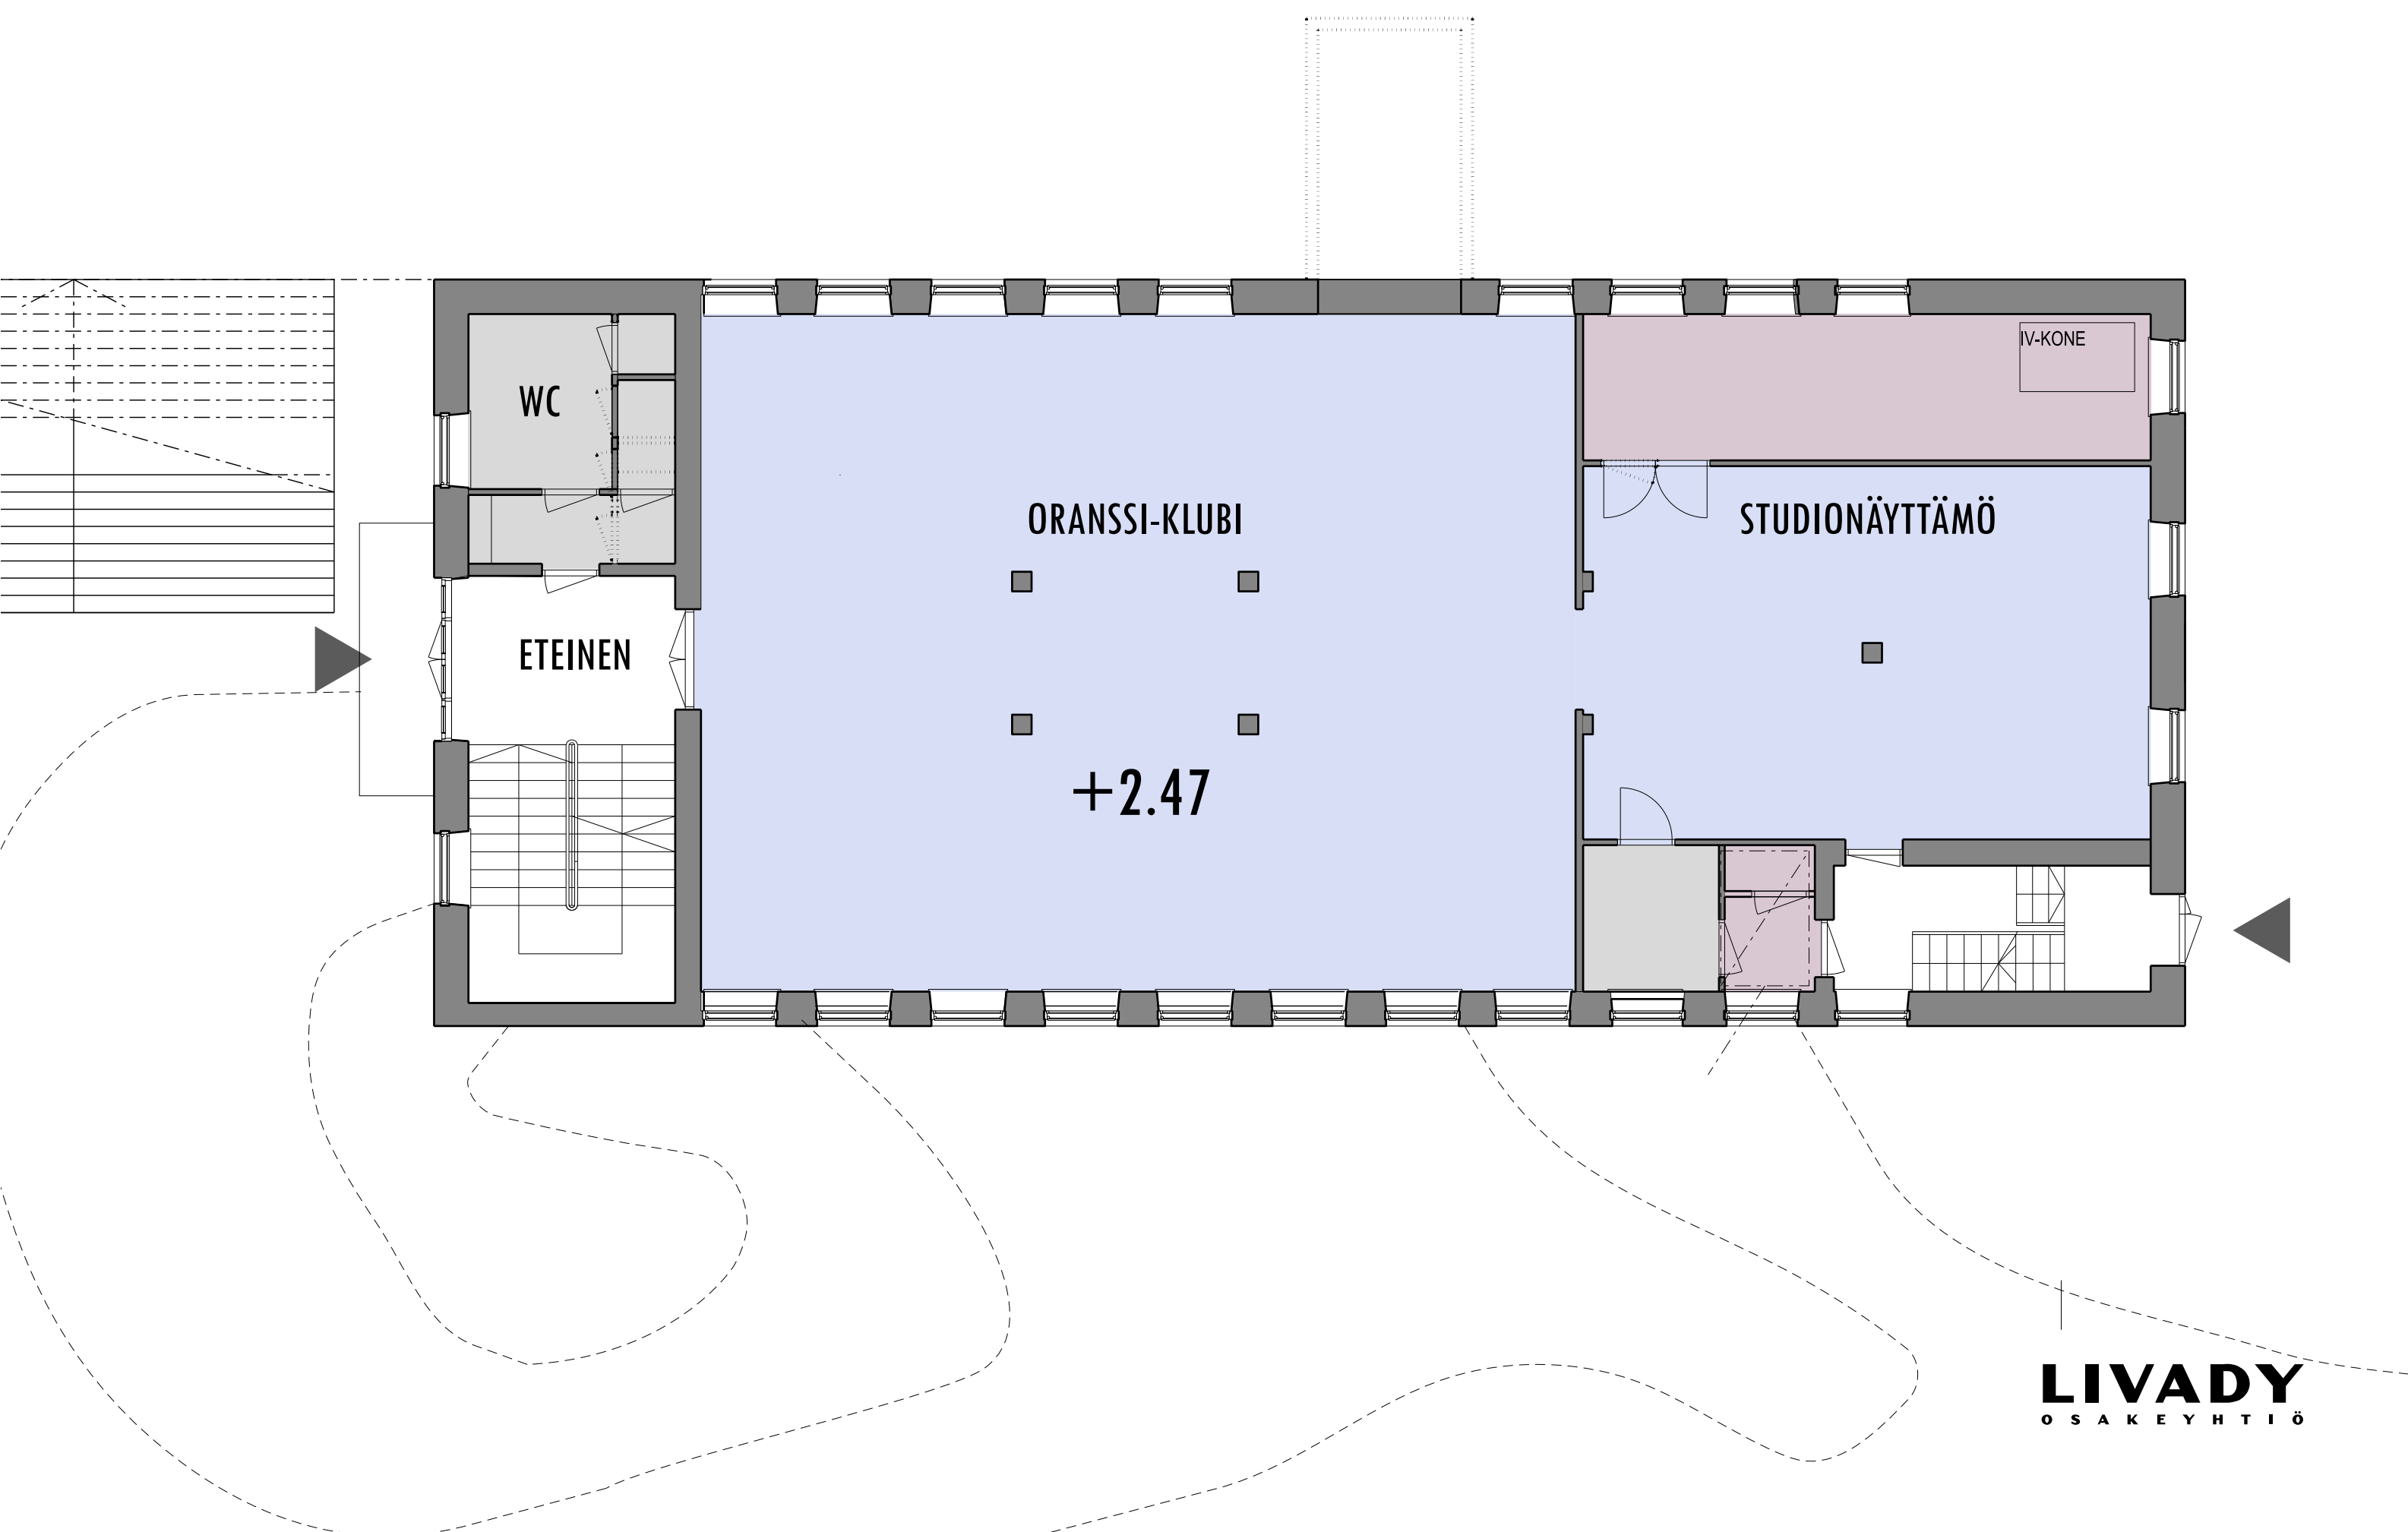 IV-KONE
WC
ORANSSI-KLUBI
STUDIONÄYTTÄMÖ
ETEINEN
+2.47
LIVADY
OSAKEYHTIÖ